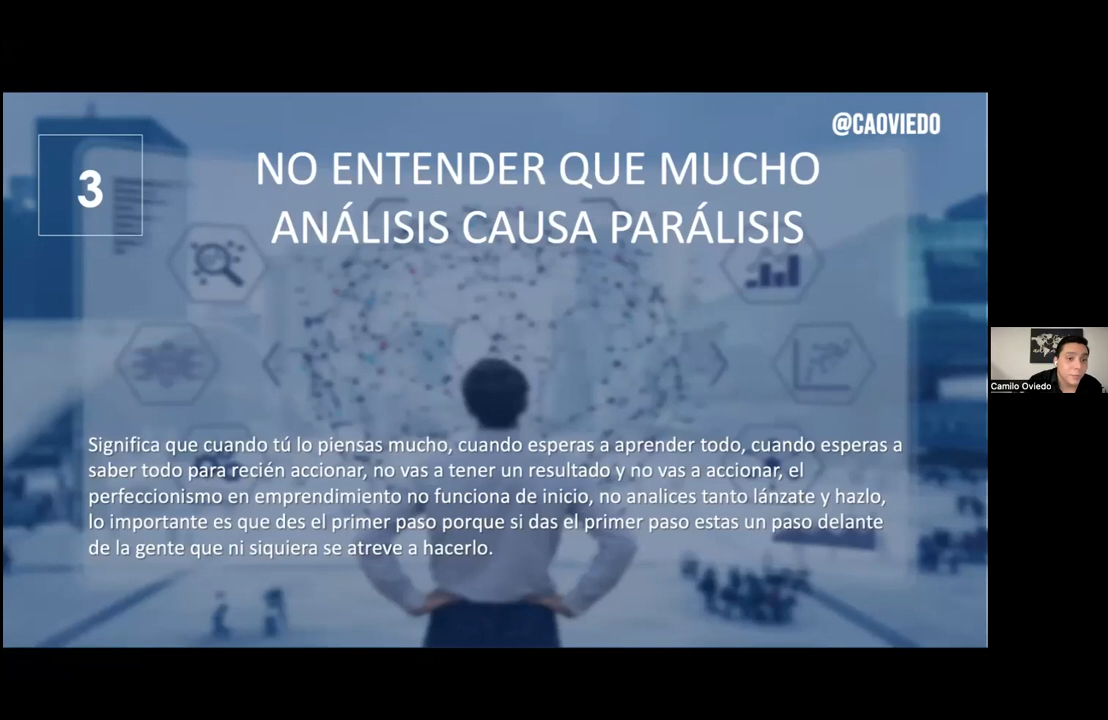 @CAOVIEDO
3
NO ENTENDER QUE MUCHO
ANÁLISIS CAUSA PARÁLISIS
Significa que cuando tú lo piensas mucho, cuando esperas a aprender todo, cuando esperas a
saber todo para recién accionar, no vas a tener un resultado y no vas a accionar, el
perfeccionismo en emprendimiento no funciona de inicio, no analices tanto lánzate y hazlo,
lo importante es que des el primer paso porque si das el primer paso estas un paso delante
de la gente que ni siquiera se atreve a hacerlo.
Camilo Oviedo